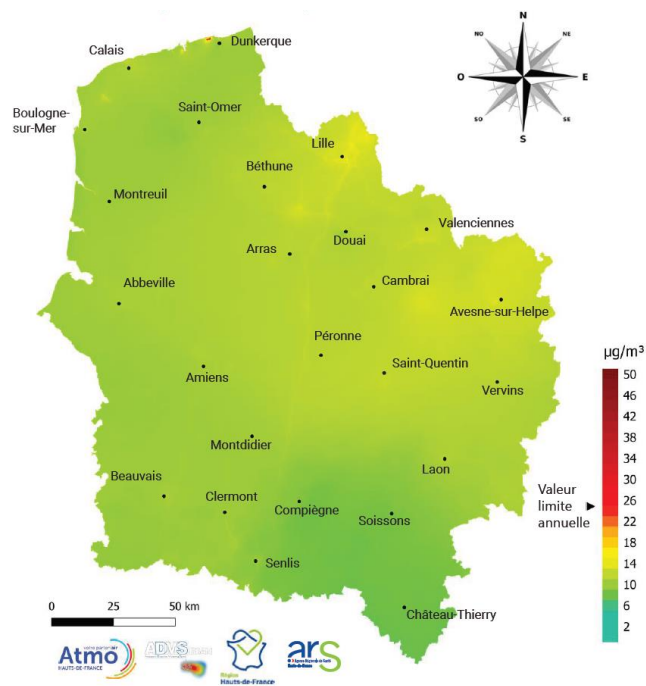 N
NO
NE
O
E
SO
SE
S
Dunkerque
Calais
Saint-Omer
Boulogne-
sur-Mer
Lille
Béthune
Montreuil
Valenciennes
Douai
Arras
Cambrai
Abbeville
Avesne-sur-Helpe
Péronne
Saint-Quentin
Amiens
Vervins
Montdidier
Laon
Beauvais
Clermont
Compiègne
Soissons
Senlis
Château-Thierry
µg/m³
50
46
42
38
34
30
26
22
18
14
10
6
2
Valeur
limite
annuelle
0 25 50 km
Atmo
HAUTS-DE-FRANCE
ADMS
Région
Hauts-de-France
ars